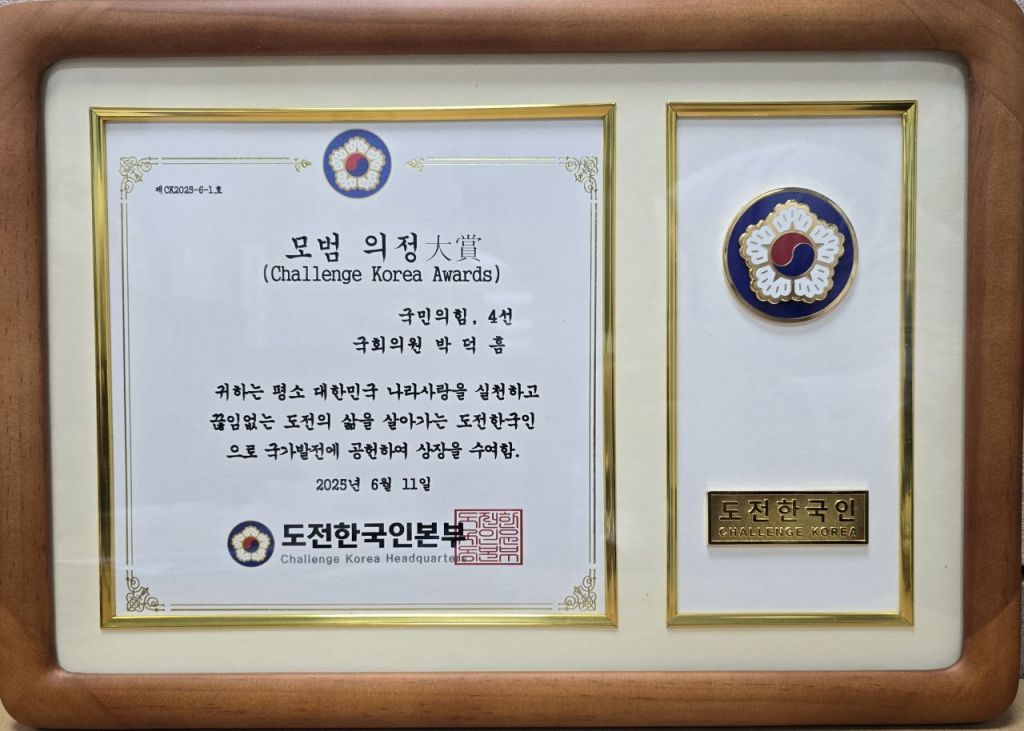 제CK2025-6-1호
모범 의정大賞
(Challenge Korea Awards)
국민의힘, 4선
국회의원 박 덕 흠
귀하는 평소 대한민국 나라사랑을 실천하고
끊임없는 도전의 삶을 살아가는 도전한국인
으로 국가발전에 공헌하여 상장을 수여함.
2025년 6월 11일
도전한국인본부
Challenge Korea Headquarters
도전한국인
CHALLENGE KOREA